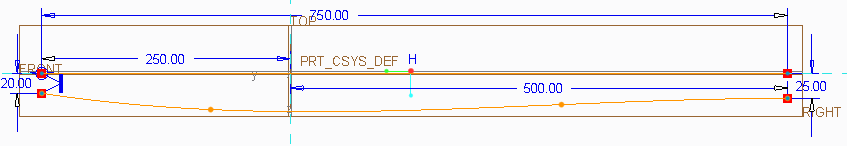 750.00
TOP
250.00
PRT_CSYS_DEF
H
FRONT
y
20.00
500.00
25.00
RIGHT